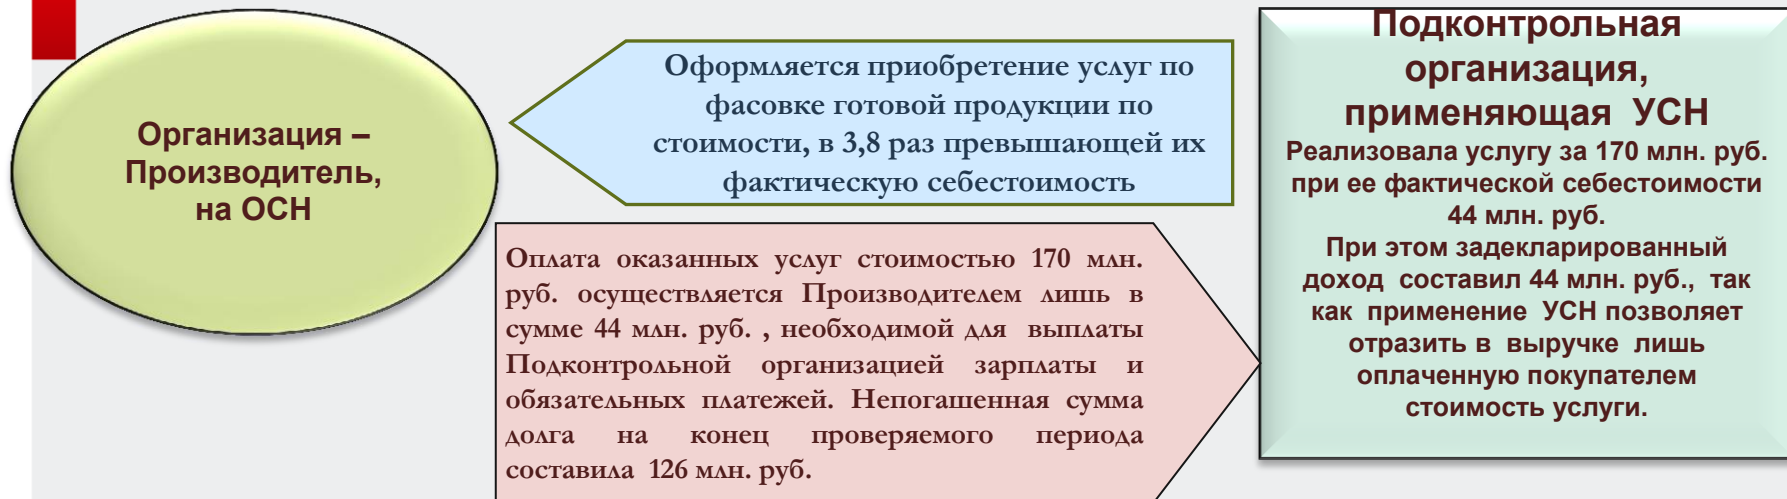 Организация –
Производитель,
на ОСН
Оформляется приобретение услуг по
фасовке готовой продукции по
стоимости, в 3,8 раз превышающей их
фактическую себестоимость
Оплата оказанных услуг стоимостью 170 млн.
руб. осуществляется Производителем лишь в
сумме 44 млн. руб. , необходимой для выплаты
Подконтрольной организацией зарплаты и
обязательных платежей. Непогашенная сумма
долга на конец проверяемого периода
составила 126 млн. руб.
Подконтрольная
организация,
применяющая УСН
Реализовала услугу за 170 млн. руб.
при ее фактической себестоимости
44 млн. руб.
При этом задекларированный
доход составил 44 млн. руб., так
как применение УСН позволяет
отразить в выручке лишь
оплаченную покупателем
стоимость услуги.